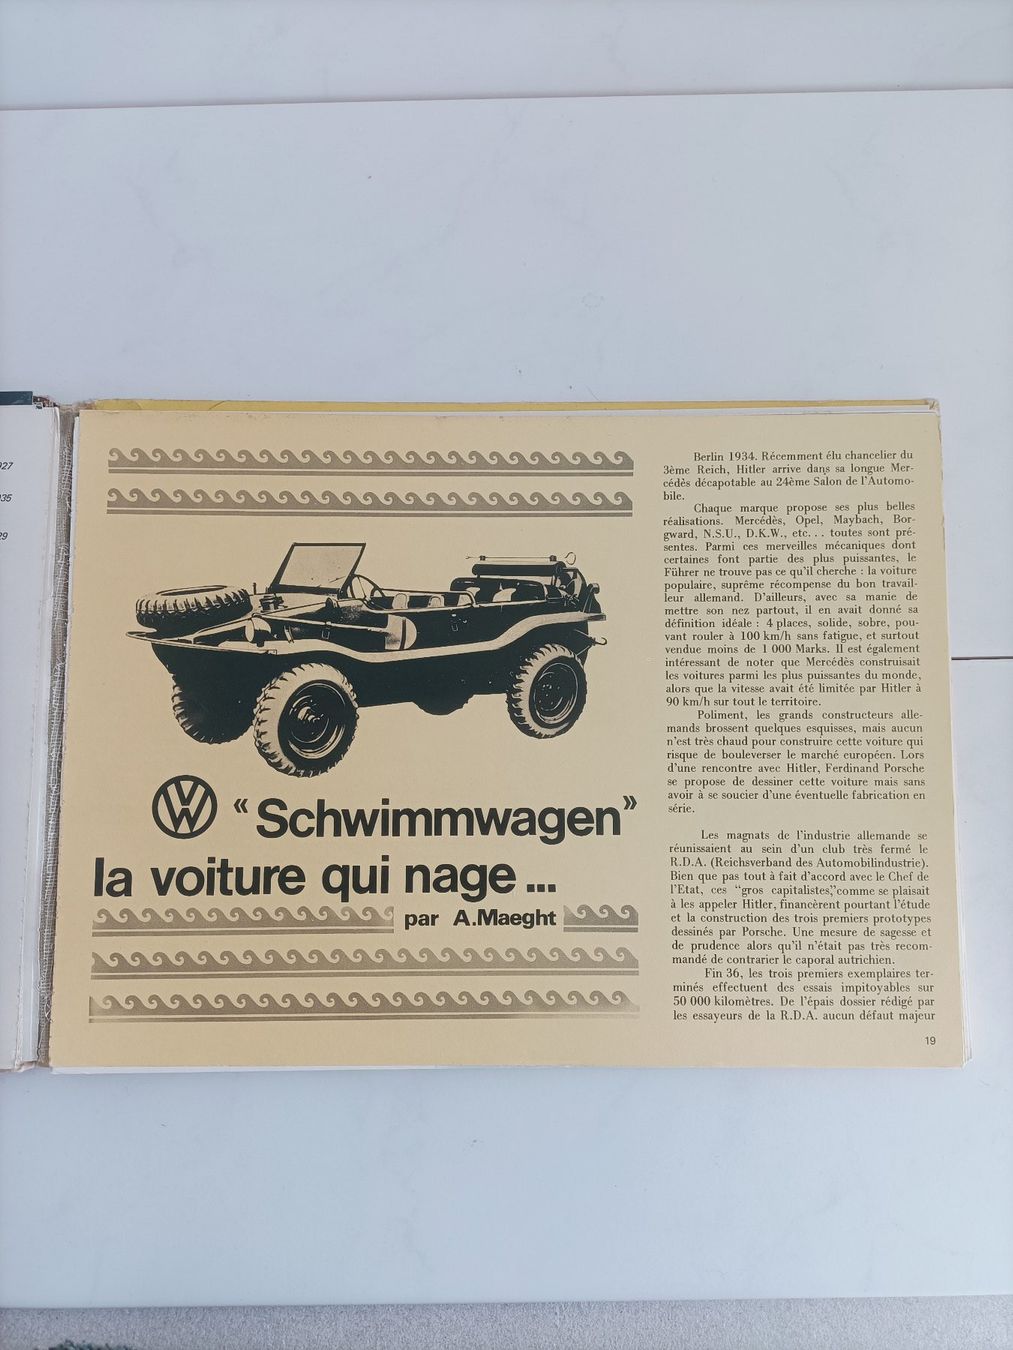 927
935
29
VW
« Schwimmwagen »
la voiture qui nage ...
par A.Maeght
Berlin 1934. Récemment élu chancelier du
3ème Reich, Hitler arrive dans sa longue Mer-
cédès décapotable au 24ème Salon de l'Automo-
bile.
Chaque marque propose ses plus belles
réalisations. Mercédès, Opel, Maybach, Bor-
gward, N.S.U., D.K.W., etc. . . toutes sont pré-
sentes. Parmi ces merveilles mécaniques dont
certaines font partie des plus puissantes, le
Führer ne trouve pas ce qu'il cherche : la voiture
populaire, suprême récompense du bon travail-
leur allemand. D'ailleurs, avec sa manie de
mettre son nez partout, il en avait donné sa
définition idéale : 4 places, solide, sobre, pou-
vant rouler à 100 km/h sans fatigue, et surtout
vendue moins de 1 000 Marks. Il est également
intéressant de noter que Mercédès construisait
les voitures parmi les plus puissantes du monde,
alors que la vitesse avait été limitée par Hitler à
90 km/h sur tout le territoire.
Poliment, les grands constructeurs alle-
mands brossent quelques esquisses, mais aucun
n'est très chaud pour construire cette voiture qui
risque de bouleverser le marché européen. Lors
d'une rencontre avec Hitler, Ferdinand Porsche
se propose de dessiner cette voiture mais sans
avoir à se soucier d'une éventuelle fabrication en
série.
Les magnats de l'industrie allemande se
réunissaient au sein d'un club très fermé le
R.D.A. (Reichsverband des Automobilindustrie).
Bien que pas tout à fait d'accord avec le Chef de
l'Etat, ces "gros capitalistes," comme se plaisait
à les appeler Hitler, financèrent pourtant l'étude
et la construction des trois premiers prototypes
dessinés par Porsche. Une mesure de sagesse et
de prudence alors qu'il n'était pas très recom-
mandé de contrarier le caporal autrichien.
Fin 36, les trois premiers exemplaires ter-
minés effectuent des essais impitoyables sur
50 000 kilomètres. De l'épais dossier rédigé par
les essayeurs de la R.D.A. aucun défaut majeur
19